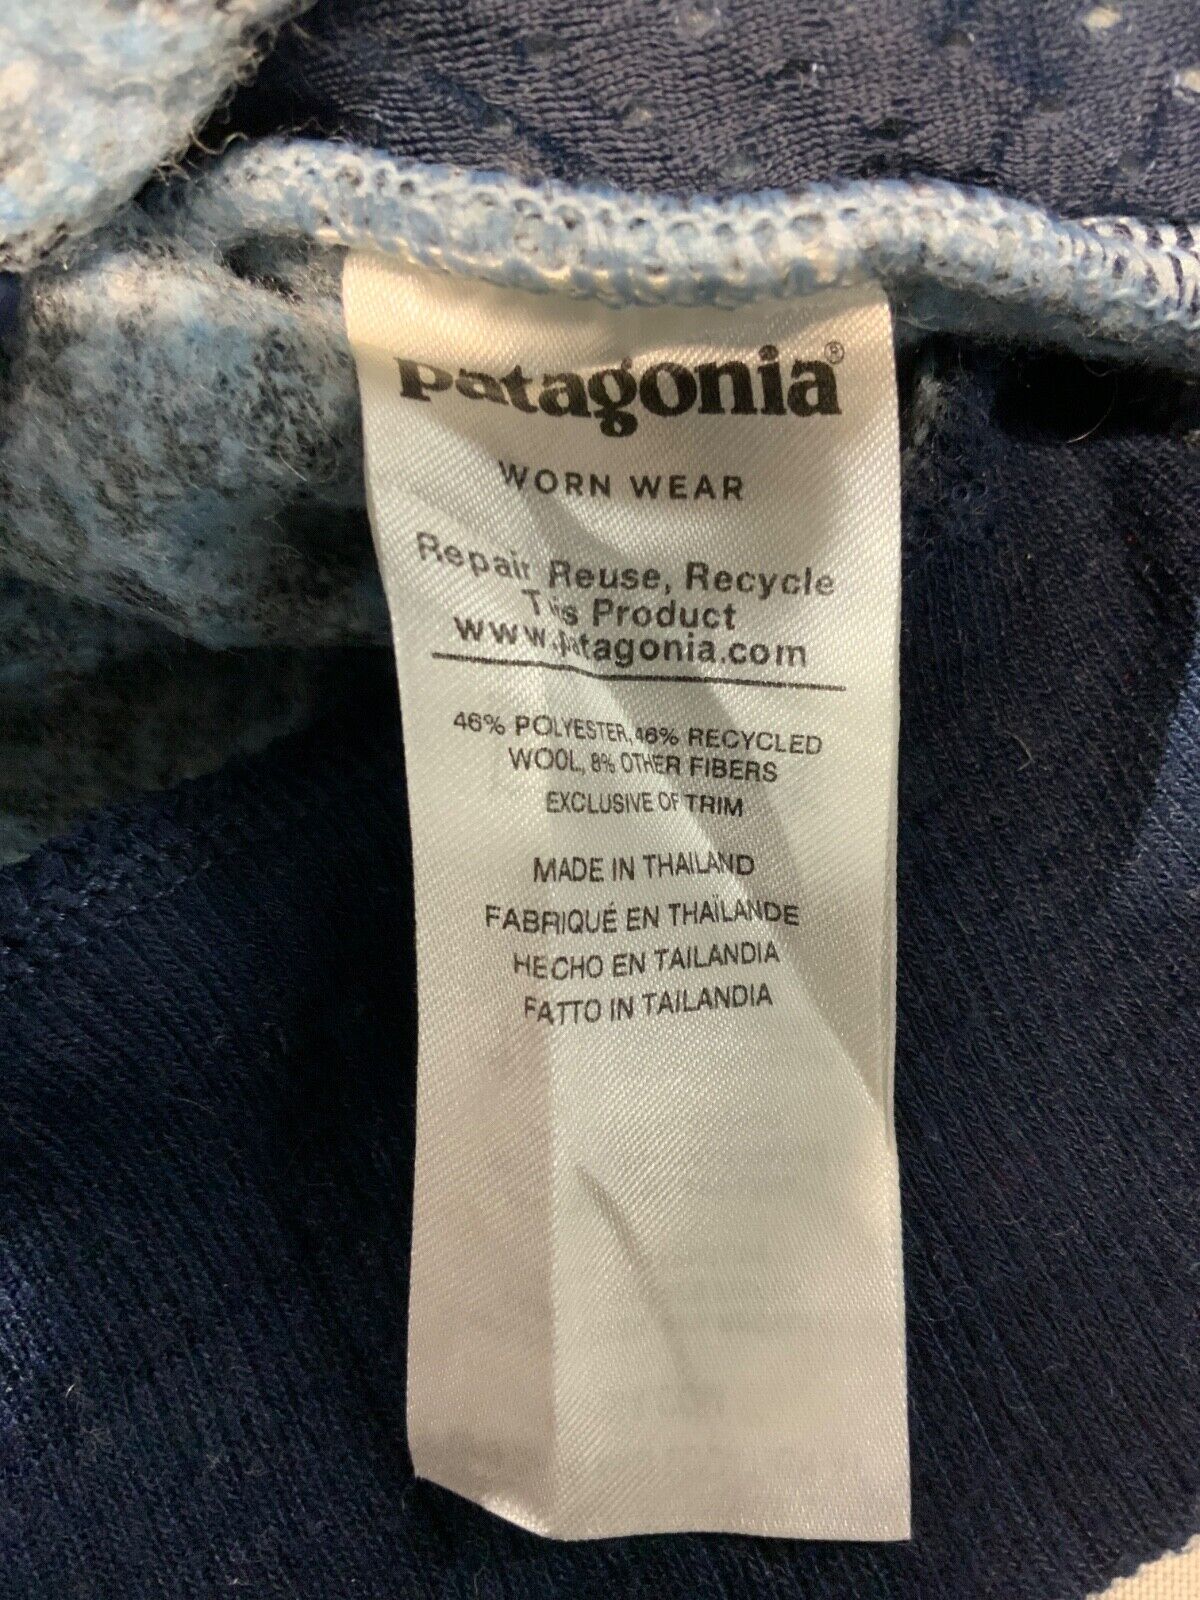 patagonia®
WORN WEAR
Repair, Reuse, Recycle
This Product
www.patagonia.com
46% POLYESTER, 46% RECYCLED
WOOL, 8% OTHER FIBERS
EXCLUSIVE OF TRIM
MADE IN THAILAND
FABRIQUÉ EN THAÏLANDE
HECHO EN TAILANDIA
FATTO IN TAILANDIA